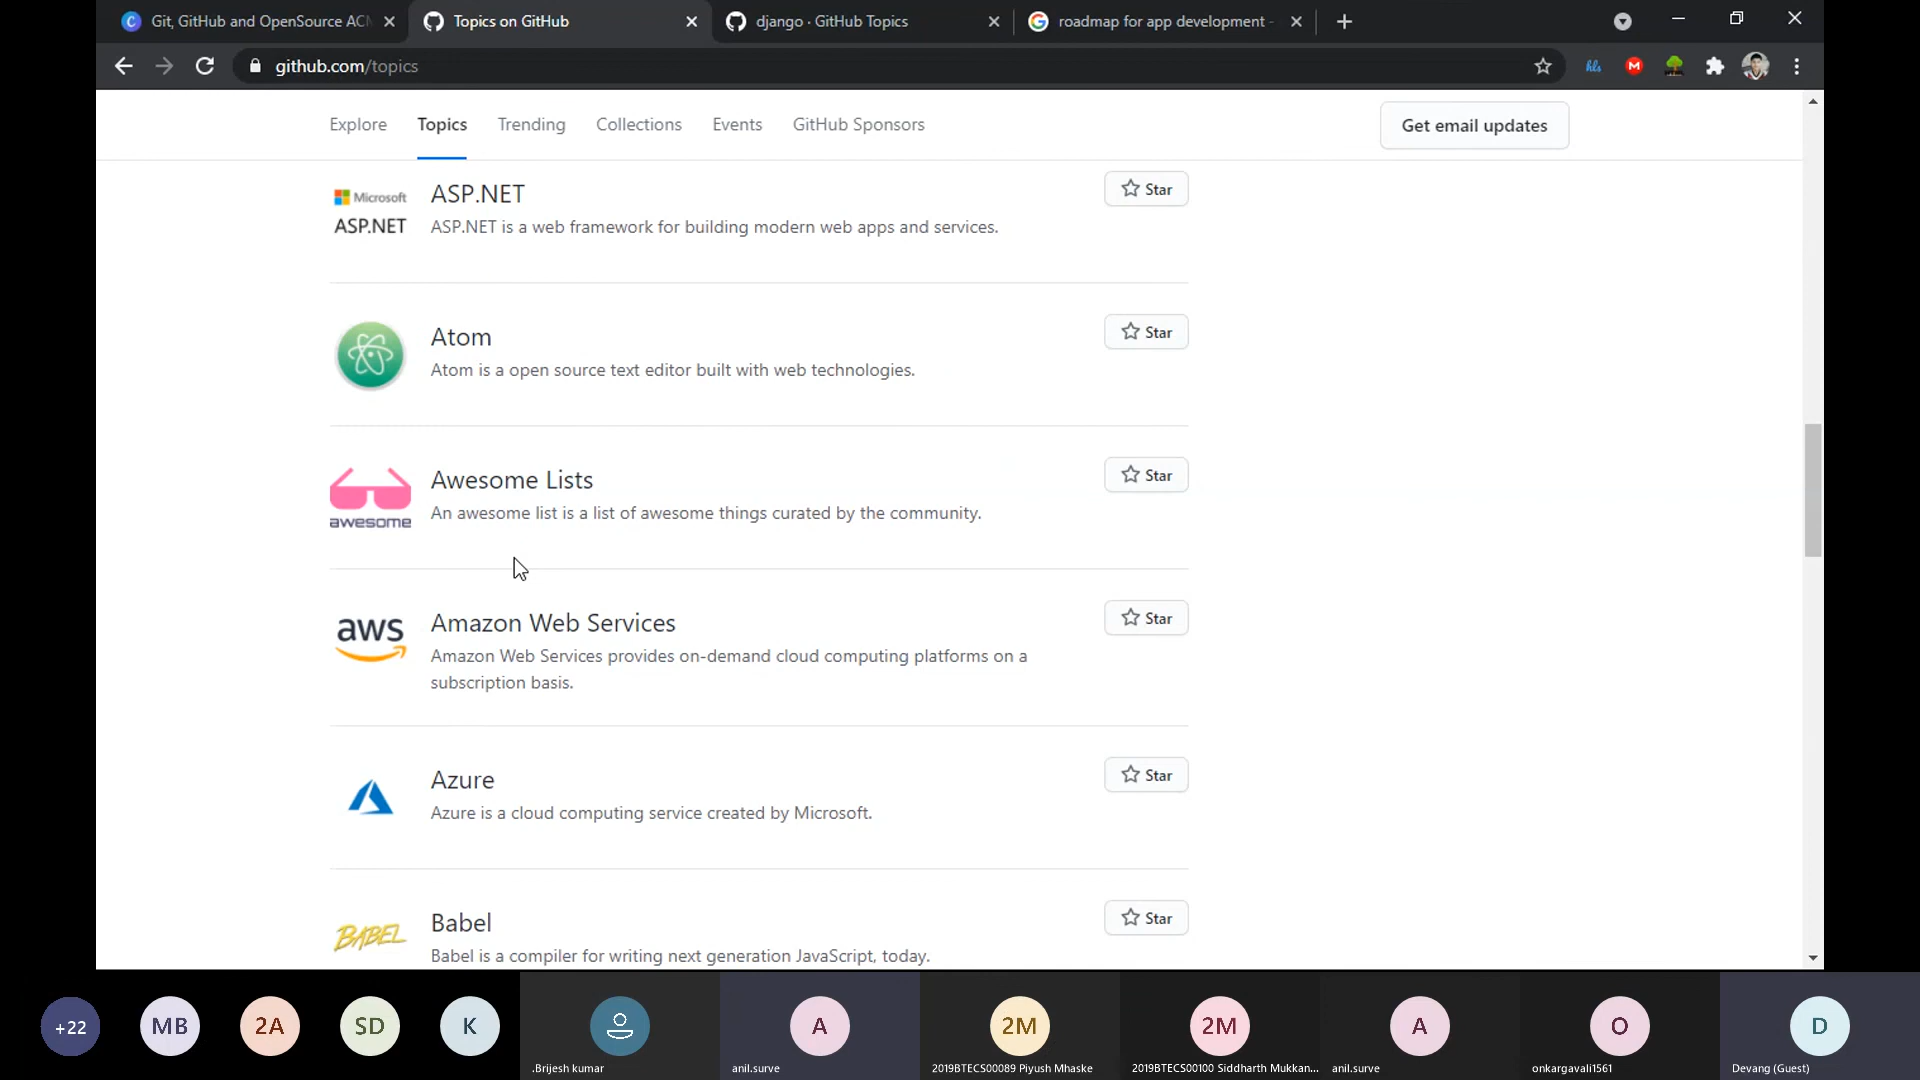 Git, GitHub and OpenSource ACM
Topics on GitHub
django · GitHub Topics
roadmap for app development -
github.com/topics
Explore
Topics
Trending
Collections
Events
GitHub Sponsors
Get email updates
Microsoft
ASP.NET
ASP.NET
ASP.NET is a web framework for building modern web apps and services.
Star
Atom
Atom is a open source text editor built with web technologies.
Star
awesome
Awesome Lists
An awesome list is a list of awesome things curated by the community.
Star
aws
Amazon Web Services
Amazon Web Services provides on-demand cloud computing platforms on a
subscription basis.
Star
Azure
Azure is a cloud computing service created by Microsoft.
Star
BABEL
Babel
Babel is a compiler for writing next generation JavaScript, today.
Star
+22
MB
2A
SD
K
.Brijesh kumar
A
anil.surve
2M
2019BTECS00089 Piyush Mhaske
2M
2019BTECS00100 Siddharth Mukkan...
A
anil.surve
O
onkargavali1561
D
Devang (Guest)